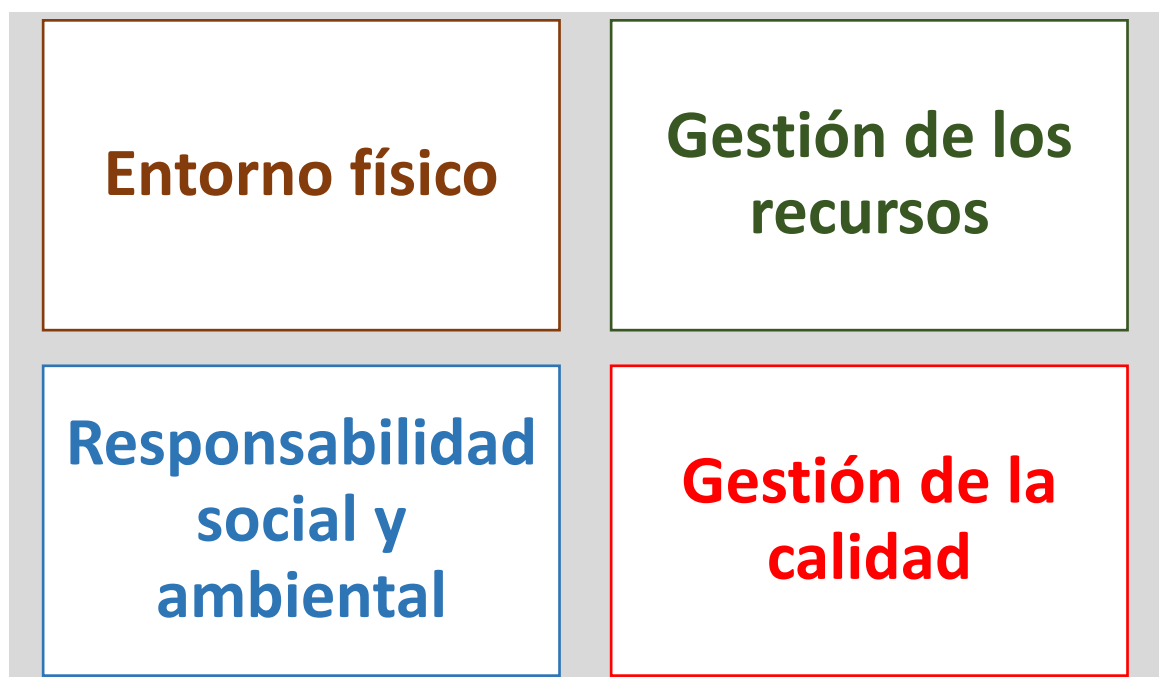 Entorno físico
Gestión de los
recursos
Responsabilidad
social y
ambiental
Gestión de la
calidad